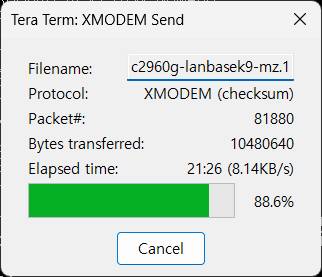 Tera Term: XMODEM Send
Filename: c2960g-lanbasek9-mz.1
Protocol: XMODEM (checksum)
Packet#: 81880
Bytes transferred: 10480640
Elapsed time: 21:26 (8.14KB/s)
88.6%
Cancel